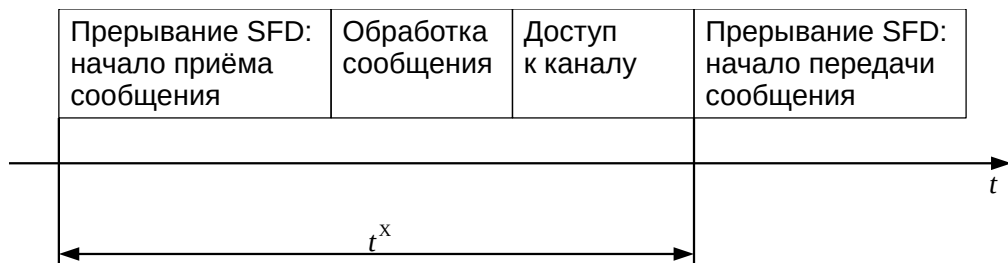 Прерывание SFD:
начало приёма
сообщения
Обработка
сообщения
Доступ
к каналу
Прерывание SFD:
начало передачи
сообщения
t
t^X